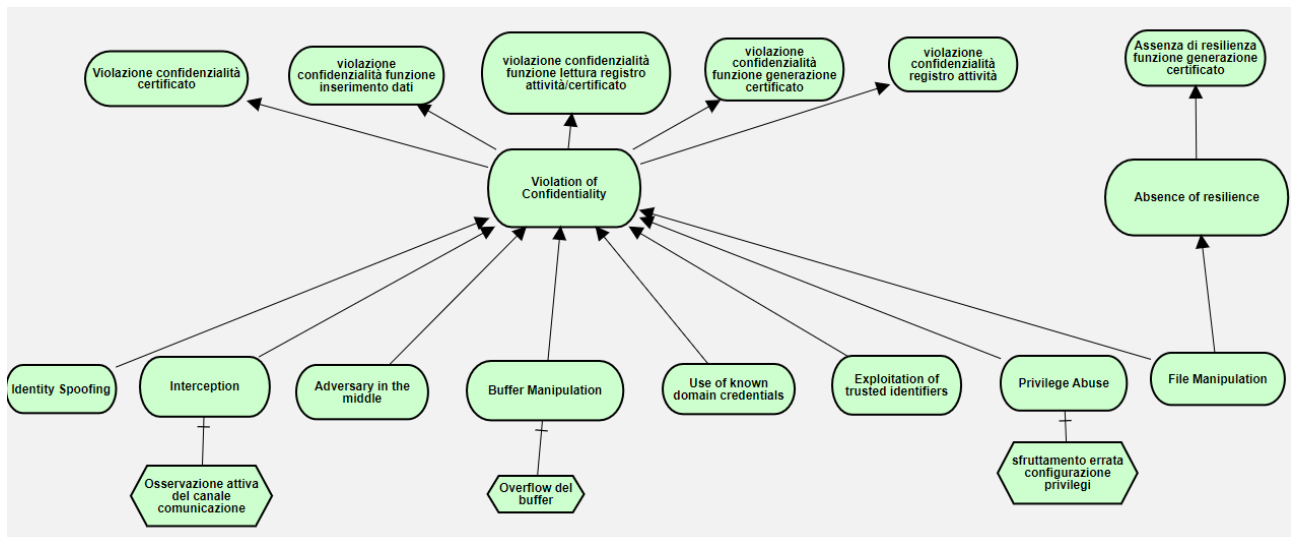 Violazione confidenzialità
certificato
violazione
confidenzialità funzione
inserimento dati
violazione confidenzialità
funzione lettura registro
attività/certificato
violazione
confidenzialità
funzione generazione
certificato
violazione
confidenzialità
registro attività
Assenza di resilienza
funzione generazione
certificato
Violation of
Confidentiality
Absence of resilience
Identity Spoofing
Interception
Adversary in the
middle
Buffer Manipulation
Use of known
domain credentials
Exploitation of
trusted identifiers
Privilege Abuse
File Manipulation
Osservazione attiva
del canale
comunicazione
Overflow del
buffer
sfruttamento errata
configurazione
privilegi